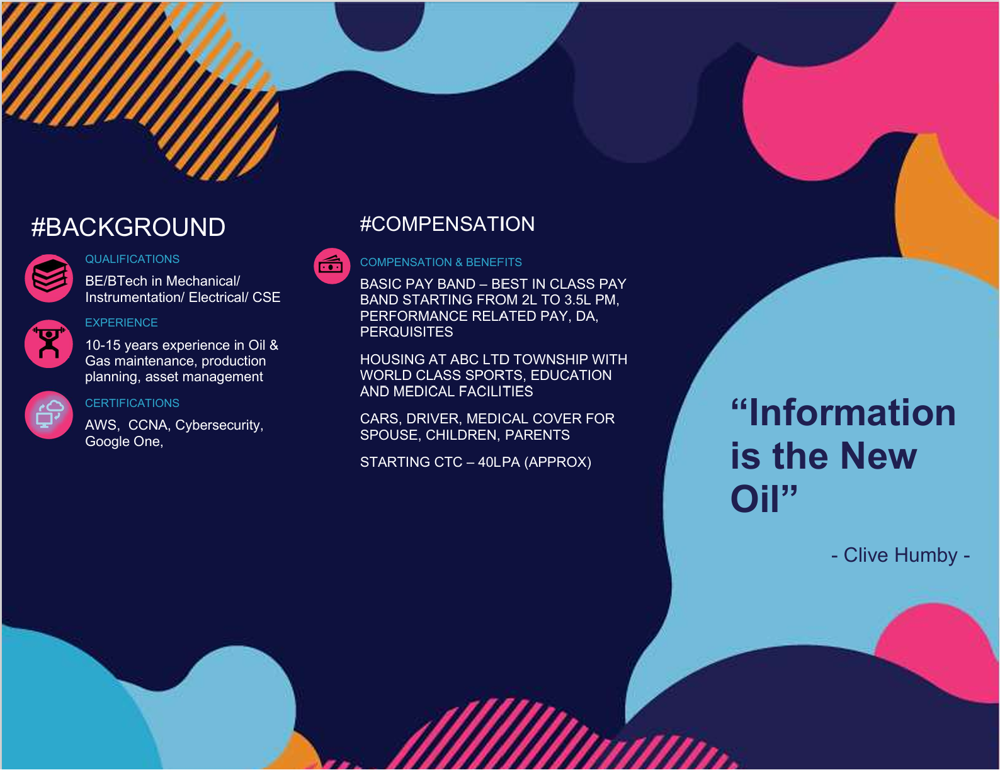 #BACKGROUND
QUALIFICATIONS
BE/BTech in Mechanical/
Instrumentation/ Electrical/ CSE
EXPERIENCE
10-15 years experience in Oil &
Gas maintenance, production
planning, asset management
CERTIFICATIONS
AWS,  CCNA, Cybersecurity,
Google One,
#COMPENSATION
COMPENSATION & BENEFITS
BASIC PAY BAND – BEST IN CLASS PAY
BAND STARTING FROM 2L TO 3.5L PM,
PERFORMANCE RELATED PAY, DA,
PERQUISITES
HOUSING AT ABC LTD TOWNSHIP WITH
WORLD CLASS SPORTS, EDUCATION
AND MEDICAL FACILITIES
CARS, DRIVER, MEDICAL COVER FOR
SPOUSE, CHILDREN, PARENTS
STARTING CTC – 40LPA (APPROX)
“Information
is the New
Oil”
- Clive Humby -